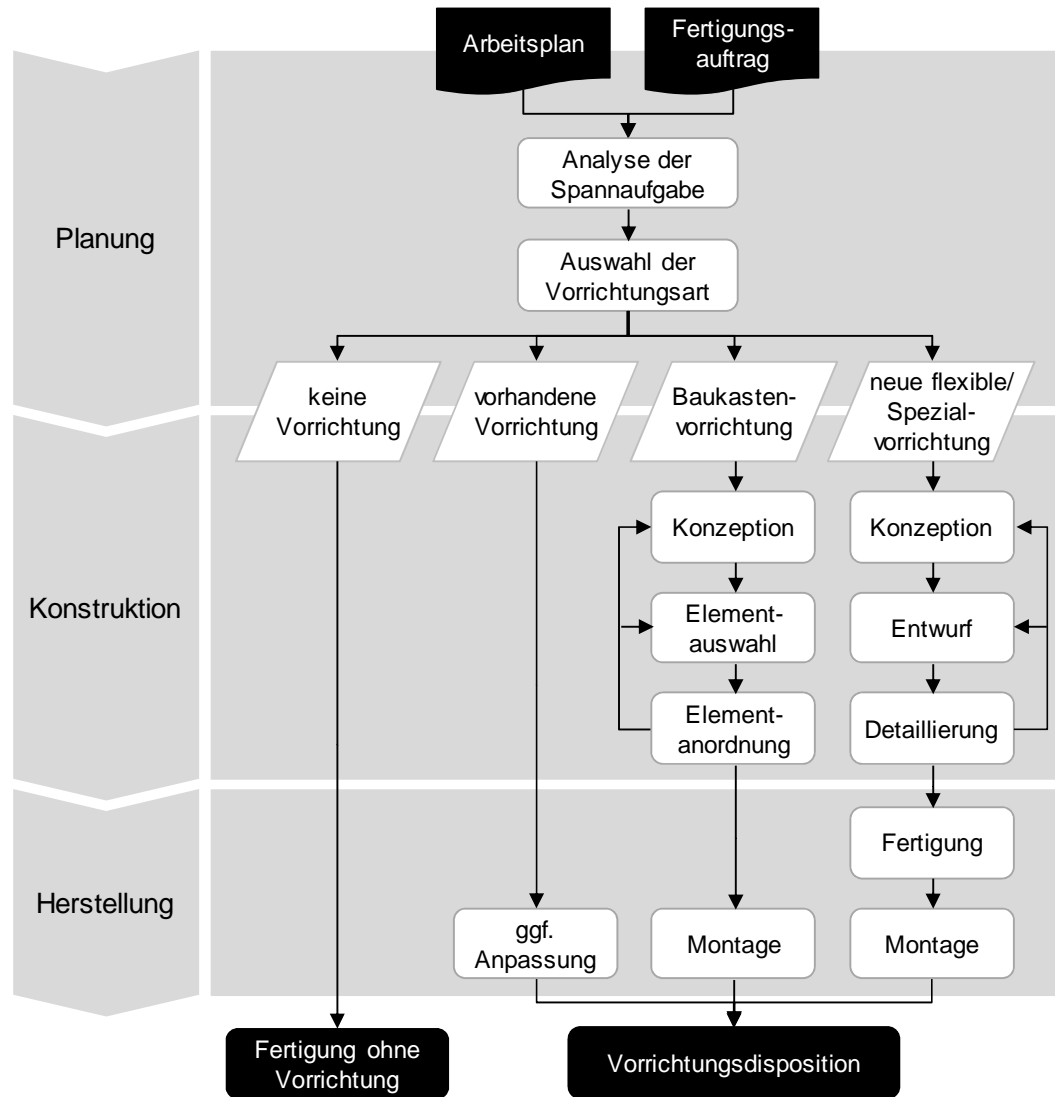 Arbeitsplan
Fertigungs-
auftrag
Planung
Analyse der
Spannaufgabe
Auswahl der
Vorrichtungsart
keine
Vorrichtung
vorhandene
Vorrichtung
Baukasten-
vorrichtung
neue flexible/
Spezial-
vorrichtung
Konstruktion
Konzeption
Konzeption
Element-
auswahl
Entwurf
Element-
anordnung
Detaillierung
Herstellung
Fertigung
ggf.
Anpassung
Montage
Montage
Fertigung ohne
Vorrichtung
Vorrichtungsdisposition